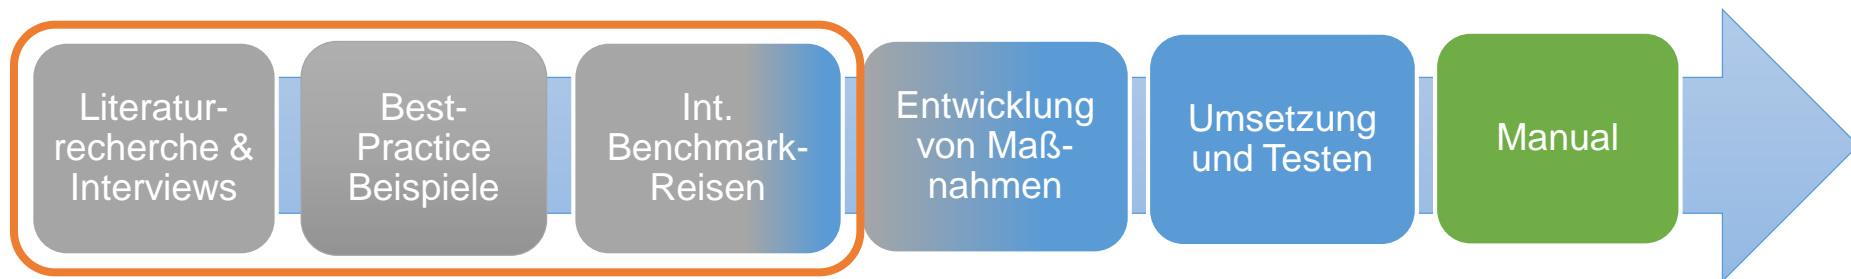 Literatur-
recherche &
Interviews
Best-
Practice
Beispiele
Int.
Benchmark-
Reisen
Entwicklung
von Maß-
nahmen
Umsetzung
und Testen
Manual